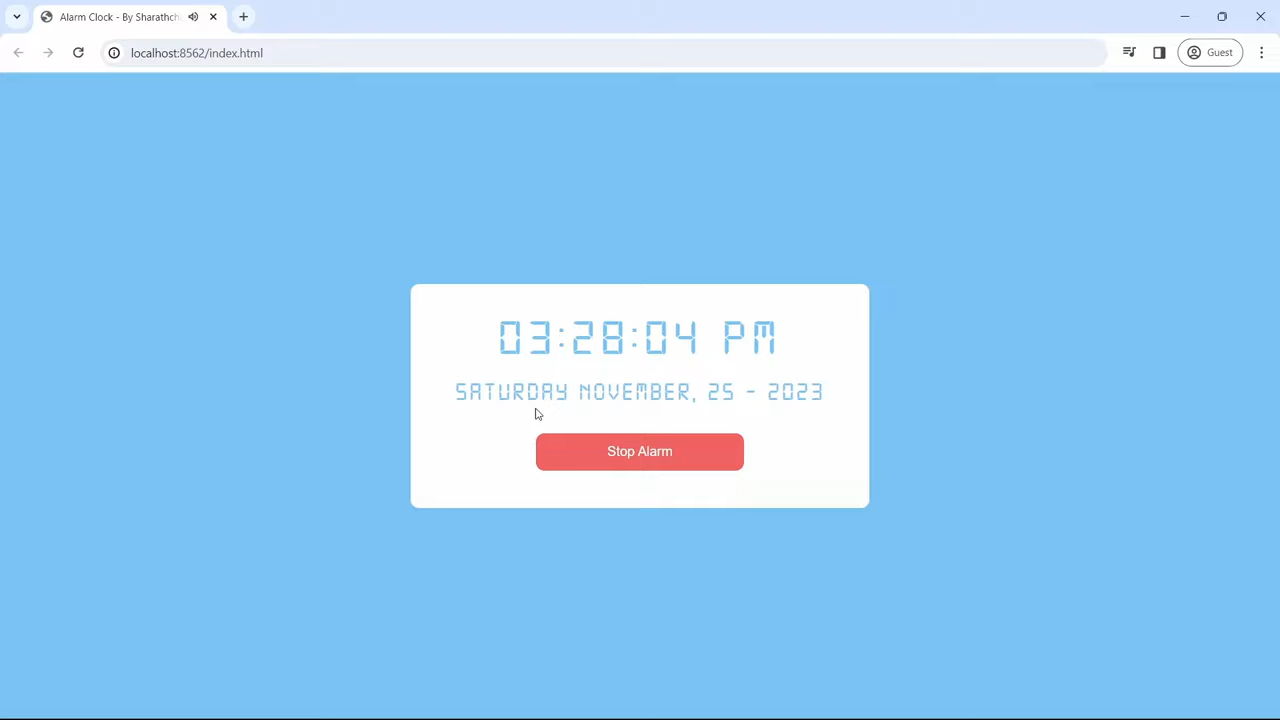 Alarm Clock - By Sharathch
localhost:8562/index.html
Guest
03:28:04 PM
SATURDAY NOVEMBER, 25 - 2023
Stop Alarm